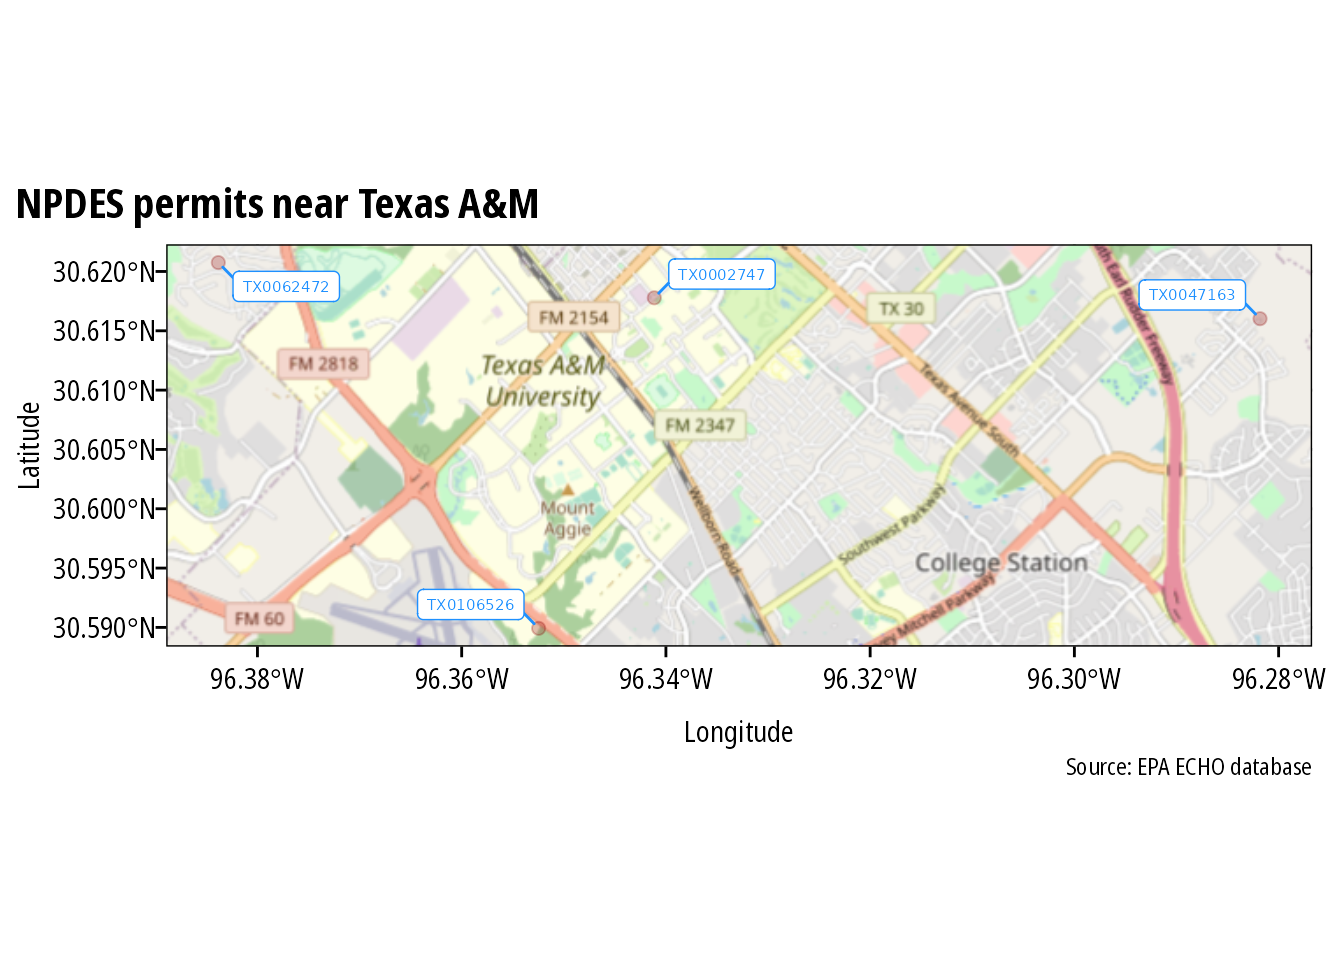 NPDES permits near Texas A&M
Latitude
30.620°N
30.615°N
30.610°N
30.605°N
30.600°N
30.595°N
30.590°N
TX0062472
TX0002747
TX0047163
TX0106526
FM 2154
TX 30
FM 2818
Texas A&M
University
FM 2347
th Earl Rudder Freeway
Texas Avenue South
Mount
Aggie
Wellborn Road
Southwest Parkway
College Station
ey Mitchell Parkway
FM 60
96.38°W
96.36°W
96.34°W
96.32°W
96.30°W
96.28°W
Longitude
Source: EPA ECHO database